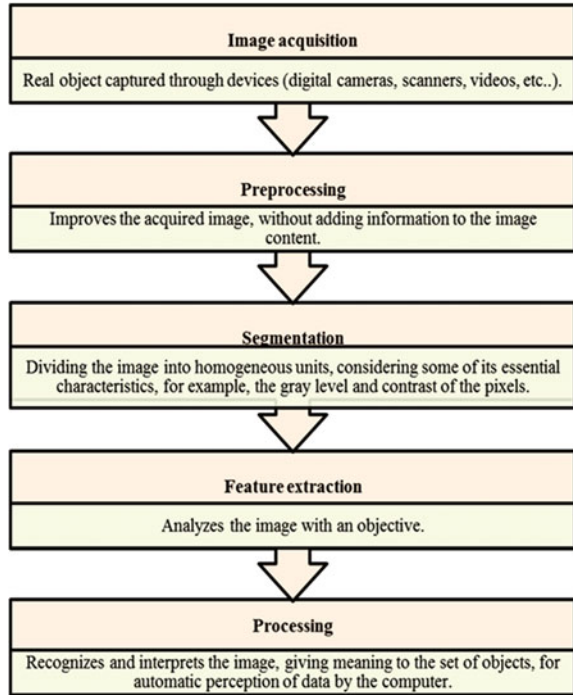 Image acquisition
Real object captured through devices (digital cameras, scanners, videos, etc..).
Preprocessing
Improves the acquired image, without adding information to the image
content.
Segmentation
Dividing the image into homogeneous units, considering some of its essential
characteristics, for example, the gray level and contrast of the pixels.
Feature extraction
Analyzes the image with an objective.
Processing
Recognizes and interprets the image, giving meaning to the set of objects, for
automatic perception of data by the computer.